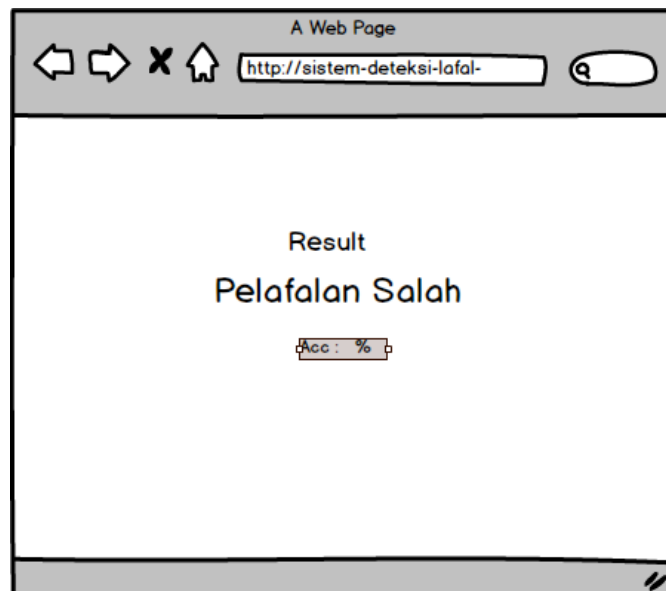 A Web Page
http://sistem-deteksi-lafal-
Result
Pelafalan Salah
Acc : %